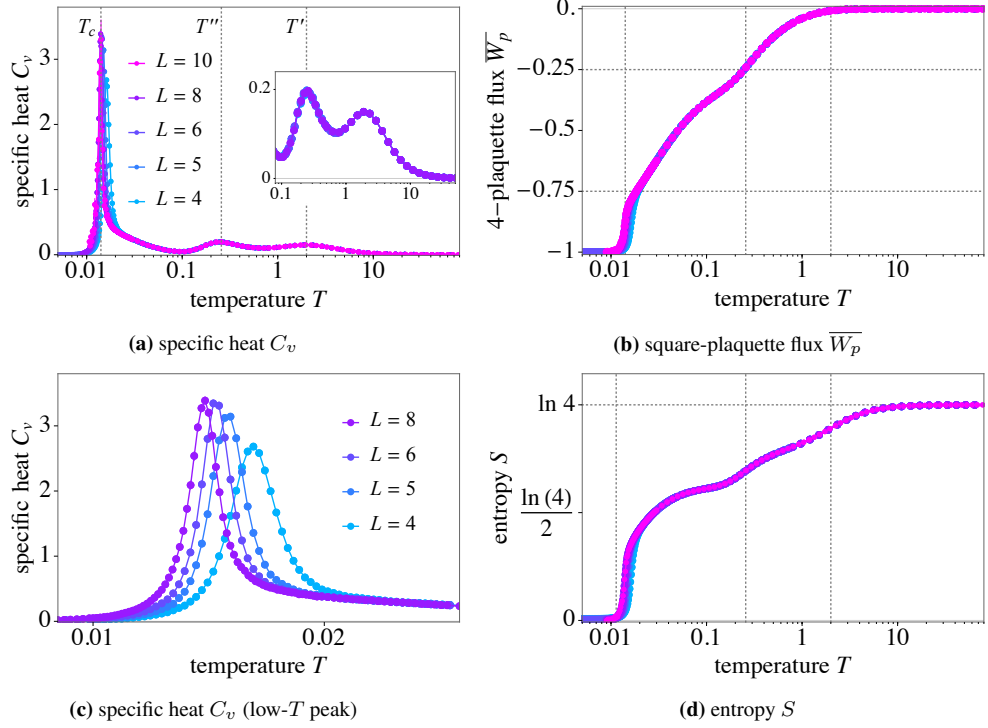 specific heat C_v
3
2
1
0
T_c
T″
T′
L = 10
L = 8
L = 6
L = 5
L = 4
0.2
0
0.1
1
10
0.01
0.1
1
10
temperature T
(a) specific heat C_v
4−plaquette flux \overline{W_p}
0.
−0.25
−0.5
−0.75
−1
0.01
0.1
1
10
temperature T
(b) square-plaquette flux \overline{W_p}
specific heat C_v
3
2
1
0
L = 8
L = 6
L = 5
L = 4
0.01
0.02
temperature T
(c) specific heat C_v (low-T peak)
entropy S
ln 4
ln (4)
2
0
0.01
0.1
1
10
temperature T
(d) entropy S